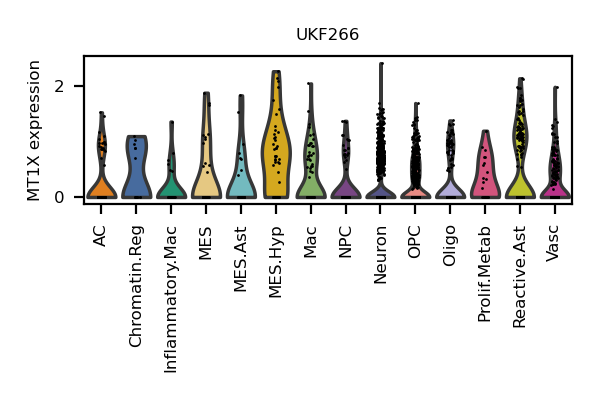 UKF266
MT1X expression
2
0
AC
Chromatin.Reg
Inflammatory.Mac
MES
MES.Ast
MES.Hyp
Mac
NPC
Neuron
OPC
Oligo
Prolif.Metab
Reactive.Ast
Vasc